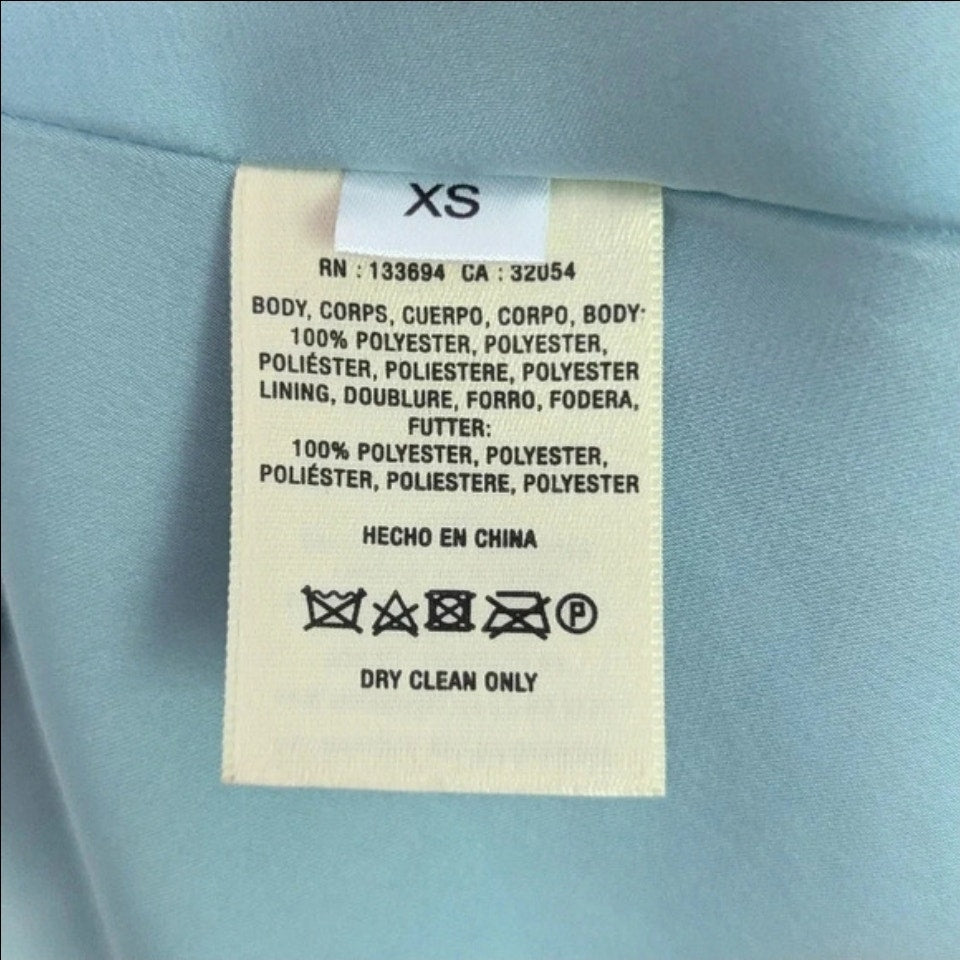 XS
RN : 133694 CA : 32054
BODY, CORPS, CUERPO, CORPO, BODY:
100% POLYESTER, POLYESTER,
POLIÉSTER, POLIESTERE, POLYESTER
LINING, DOUBLURE, FORRO, FODERA,
FUTTER:
100% POLYESTER, POLYESTER,
POLIÉSTER, POLIESTERE, POLYESTER
HECHO EN CHINA
P
DRY CLEAN ONLY